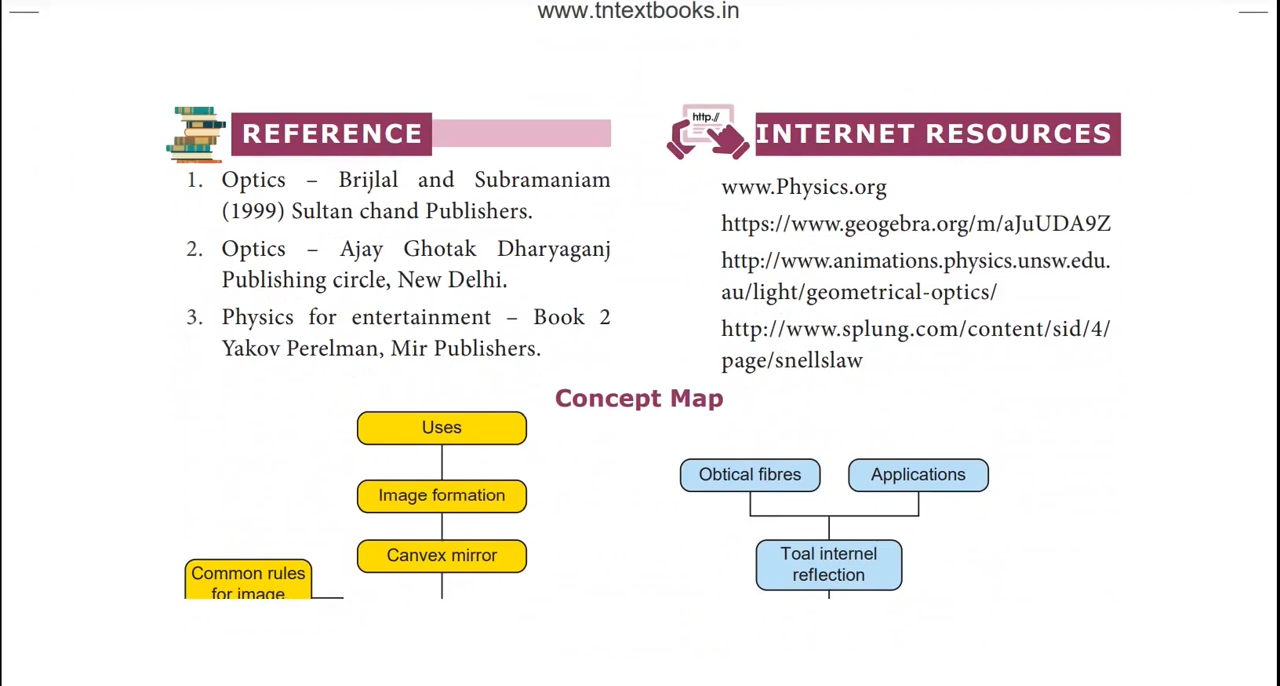 www.tntextbooks.in
REFERENCE
1. Optics – Brijlal and Subramaniam
(1999) Sultan chand Publishers.
2. Optics – Ajay Ghotak Dharyaganj
Publishing circle, New Delhi.
3. Physics for entertainment – Book 2
Yakov Perelman, Mir Publishers.
http://
INTERNET RESOURCES
www.Physics.org
https://www.geogebra.org/m/aJuUDA9Z
http://www.animations.physics.unsw.edu.
au/light/geometrical-optics/
http://www.splung.com/content/sid/4/
page/snellslaw
Concept Map
Uses
Image formation
Canvex mirror
Common rules
for image
Obtical fibres
Applications
Toal internal
reflection